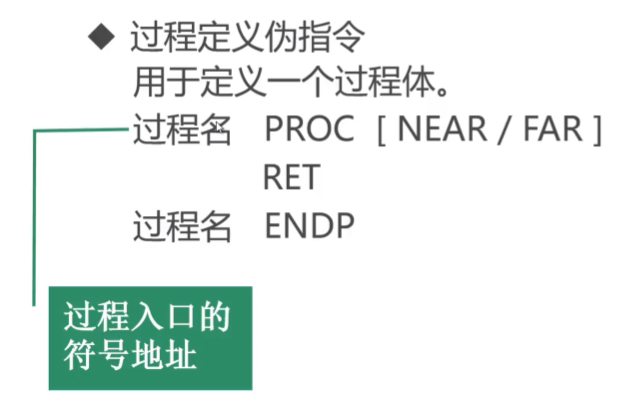 ◆ 过程定义伪指令
用于定义一个过程体。
过程名 PROC [ NEAR / FAR ]
RET
过程名 ENDP
过程入口的
符号地址